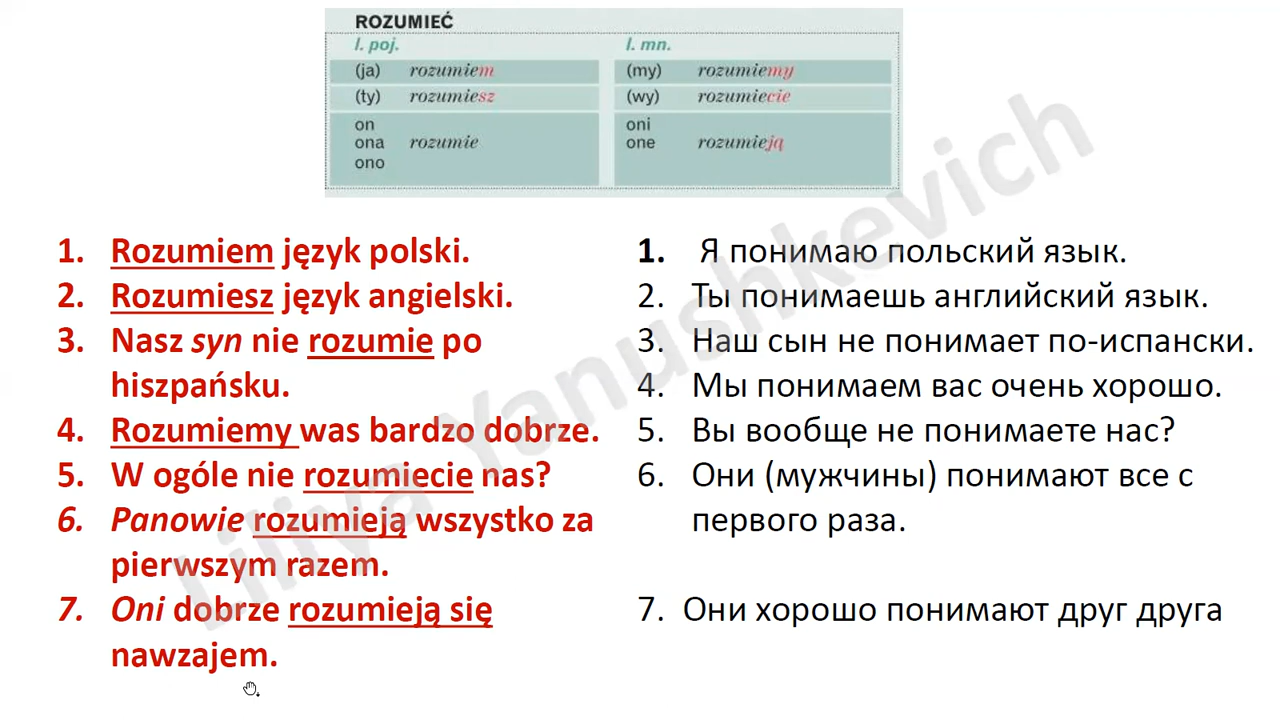 ROZUMIEĆ
l. poj.
(ja) rozumiem
(ty) rozumiesz
on
ona rozumie
ono
l. mn.
(my) rozumiemy
(wy) rozumiecie
oni
one rozumieją
1. Rozumiem język polski.
2. Rozumiesz język angielski.
3. Nasz syn nie rozumie po
hiszpańsku.
4. Rozumiemy was bardzo dobrze.
5. W ogóle nie rozumiecie nas?
6. Panowie rozumieją wszystko za
pierwszym razem.
7. Oni dobrze rozumieją się
nawzajem.
1. Я понимаю польский язык.
2. Ты понимаешь английский язык.
3. Наш сын не понимает по-испански.
4. Мы понимаем вас очень хорошо.
5. Вы вообще не понимаете нас?
6. Они (мужчины) понимают все с
первого раза.
7. Они хорошо понимают друг друга
Liliya Yanushkevich